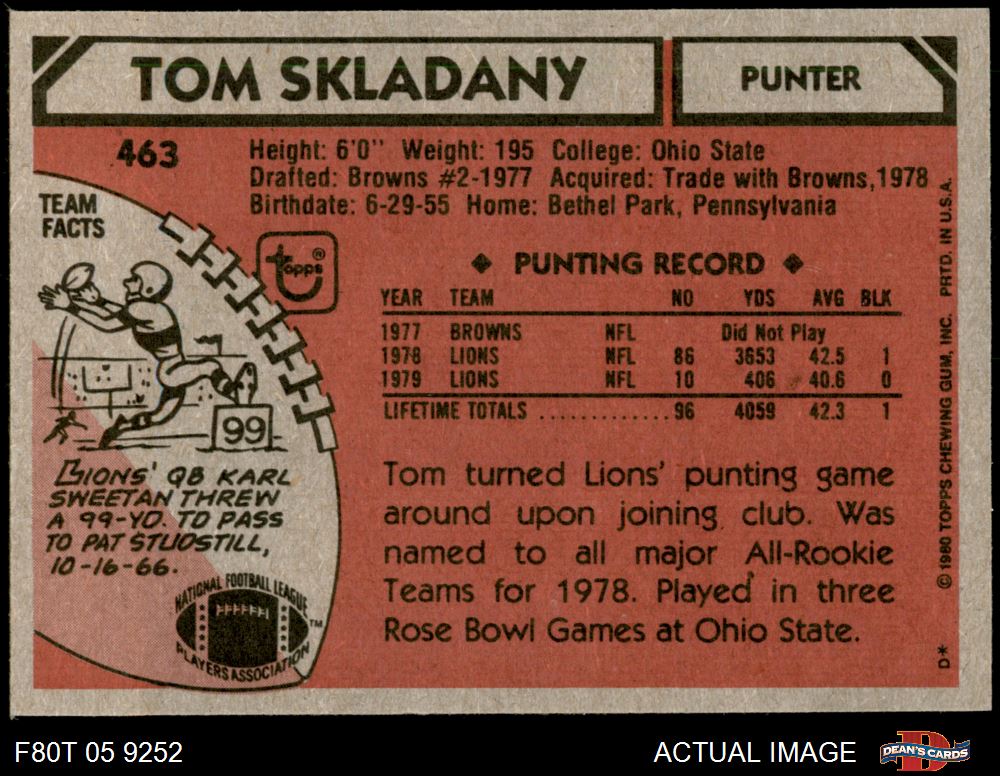 TOM SKLADANY
PUNTER
463
Height: 6'0" Weight: 195 College: Ohio State
Drafted: Browns #2-1977 Acquired: Trade with Browns, 1978
Birthdate: 6-29-55 Home: Bethel Park, Pennsylvania
TEAM
FACTS
topps®
◆ PUNTING RECORD ◆
YEAR TEAM NO YDS AVG BLK
1977 BROWNS NFL Did Not Play
1978 LIONS NFL 86 3653 42.5 1
1979 LIONS NFL 10 406 40.6 0
LIFETIME TOTALS ............ 96 4059 42.3 1
99
LIONS' QB KARL
SWEETAN THREW
A 99-YD. TD PASS
TO PAT STUDSTILL,
10-16-66.
NATIONAL FOOTBALL LEAGUE
PLAYERS ASSOCIATION
™
Tom turned Lions' punting game
around upon joining club. Was
named to all major All-Rookie
Teams for 1978. Played in three
Rose Bowl Games at Ohio State.
D* © 1980 TOPPS CHEWING GUM, INC. PRTD. IN U.S.A.
F80T 05 9252
ACTUAL IMAGE
D
DEAN'S CARDS